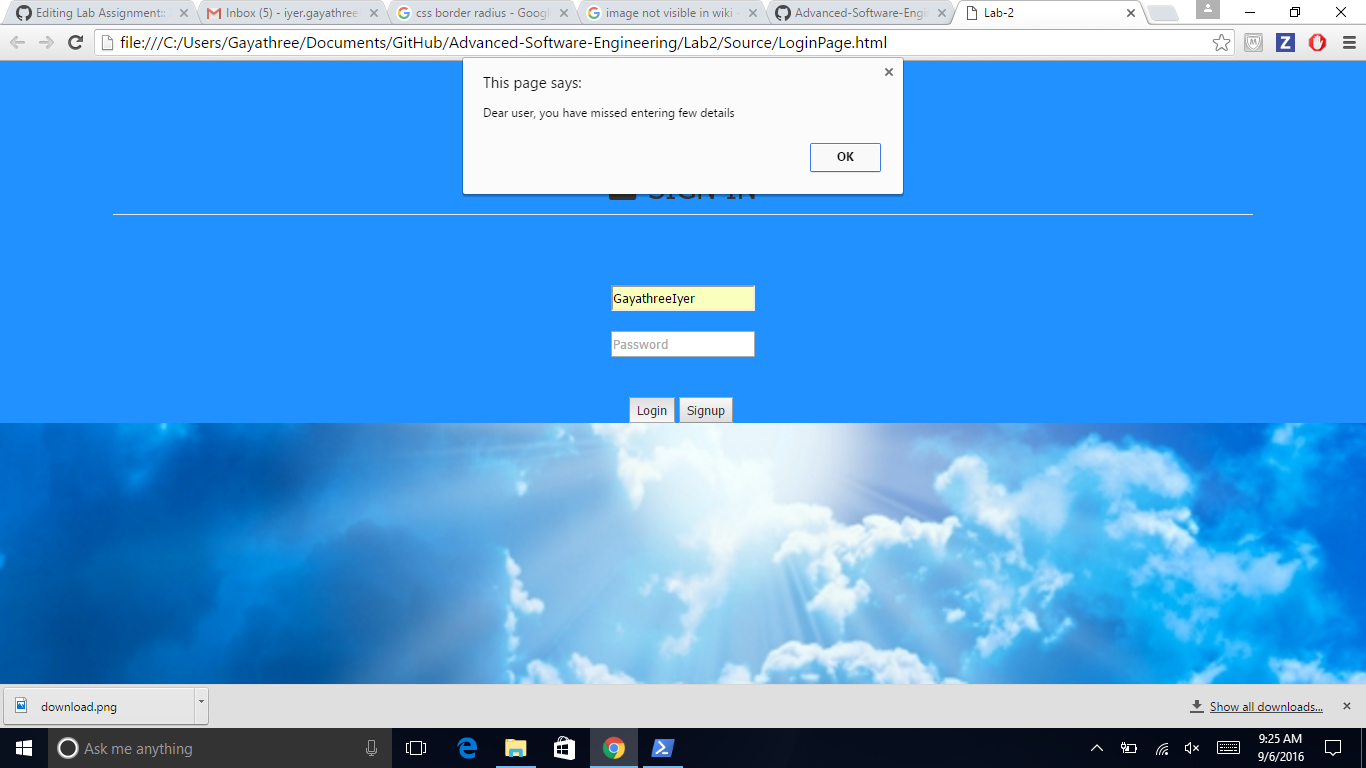 Editing Lab Assignment::
Inbox (5) - iyer.gayathree
css border radius - Goog
image not visible in wiki -
Advanced-Software-Engi
Lab-2
file:///C:/Users/Gayathree/Documents/GitHub/Advanced-Software-Engineering/Lab2/Source/LoginPage.html
Z
This page says:
Dear user, you have missed entering few details
OK
SIGN IN
GayathreeIyer
Password
Login Signup
download.png
Show all downloads...
Ask me anything
9:25 AM
9/6/2016